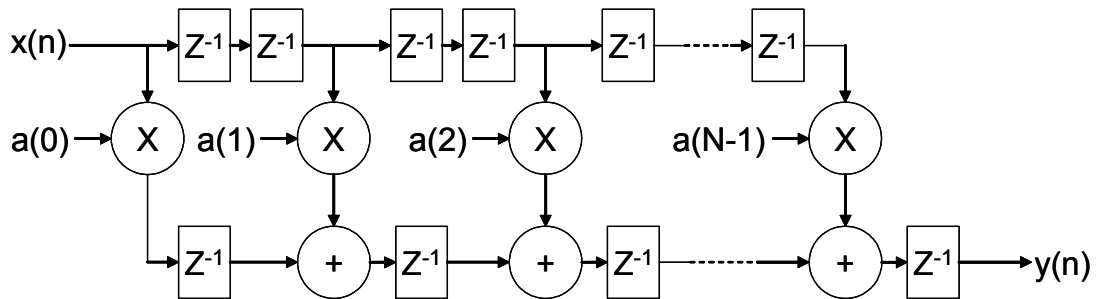 x(n) Z⁻¹ Z⁻¹ Z⁻¹ Z⁻¹ Z⁻¹ Z⁻¹
a(0) X a(1) X a(2) X a(N-1) X
Z⁻¹ + Z⁻¹ + Z⁻¹ + Z⁻¹ y(n)